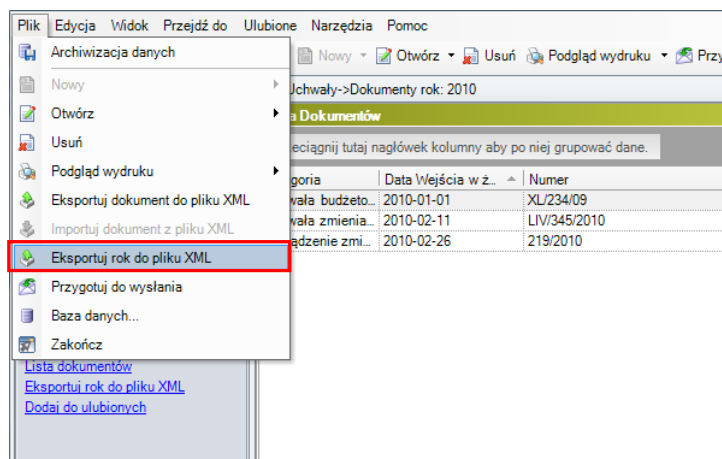 Plik Edycja Widok Przejdź do Ulubione Narzędzia Pomoc
Nowy Otwórz Usuń Podgląd wydruku Przy
Uchwały->Dokumenty rok: 2010
a Dokumentów
eciągnij tutaj nagłówek kolumny aby po niej grupować dane.
goria Data Wejścia w ż... Numer
wała budżeto... 2010-01-01 XL/234/09
wała zmienia... 2010-02-11 LIV/345/2010
ądzenie zmi... 2010-02-26 219/2010
Archiwizacja danych
Nowy
Otwórz
Usuń
Podgląd wydruku
Eksportuj dokument do pliku XML
Importuj dokument z pliku XML
Eksportuj rok do pliku XML
Przygotuj do wysłania
Baza danych...
Zakończ
Lista dokumentów
Eksportuj rok do pliku XML
Dodaj do ulubionych